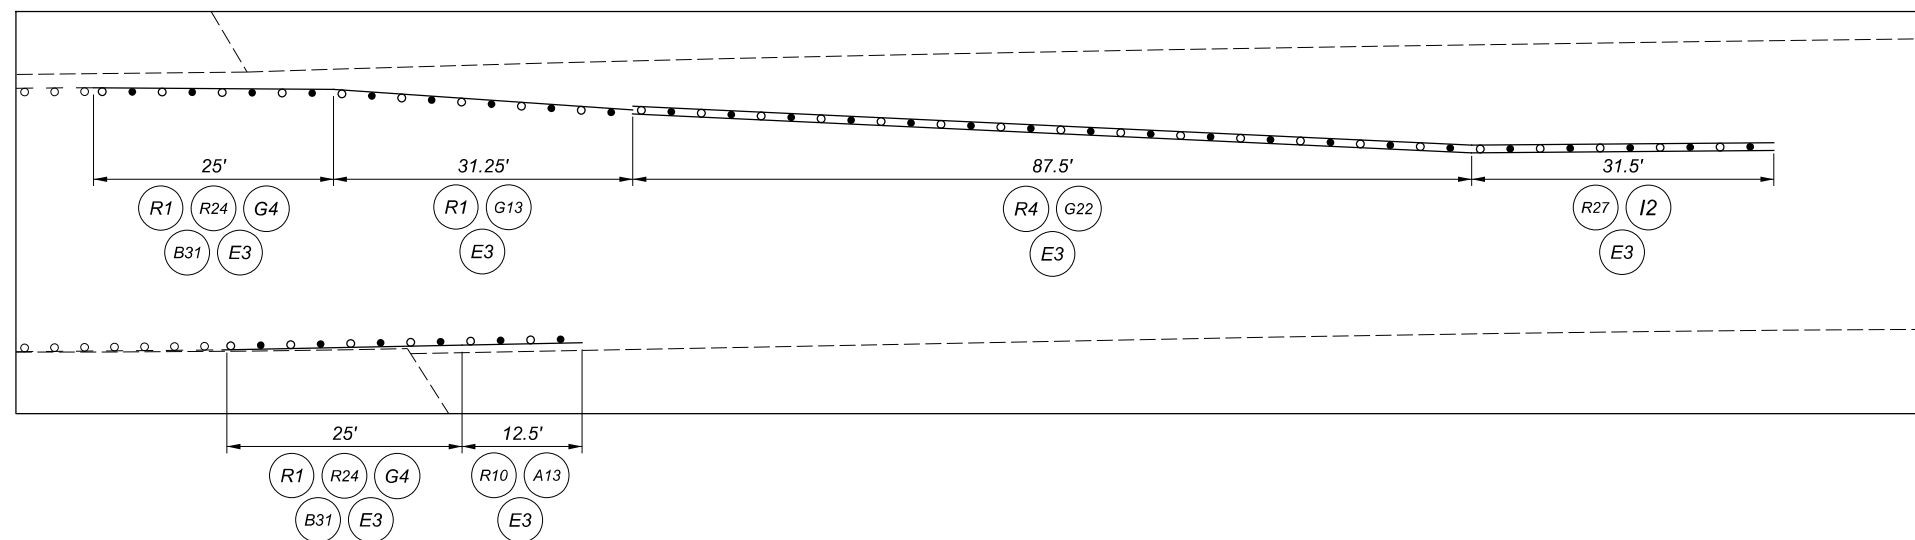 25' 31.25' 87.5' 31.5'
R1 R24 G4 R1 G13 R4 G22 R27 I2
B31 E3 E3 E3 E3
25' 12.5'
R1 R24 G4 R10 A13
B31 E3 E3